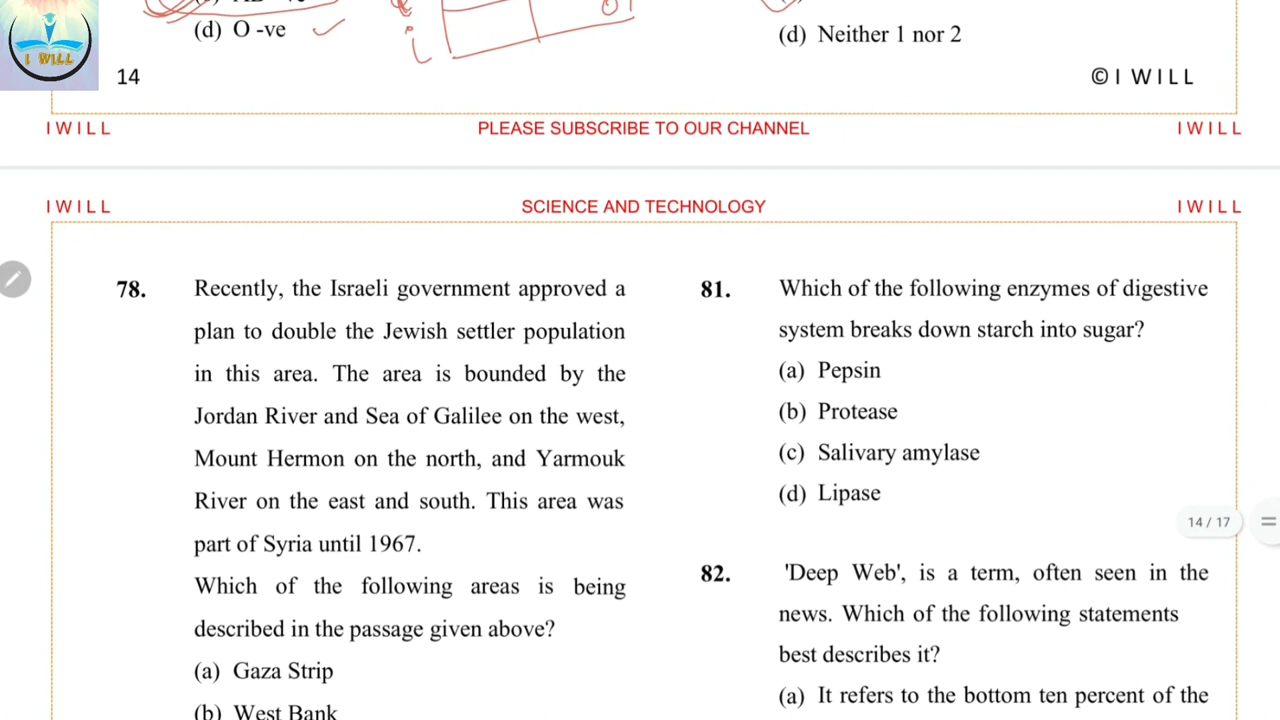 I WILL
(d) O -ve
14
(d) Neither 1 nor 2
© I WILL
I W I L L
PLEASE SUBSCRIBE TO OUR CHANNEL
I W I L L
I W I L L
SCIENCE AND TECHNOLOGY
I W I L L
78. Recently, the Israeli government approved a
plan to double the Jewish settler population
in this area. The area is bounded by the
Jordan River and Sea of Galilee on the west,
Mount Hermon on the north, and Yarmouk
River on the east and south. This area was
part of Syria until 1967.
Which of the following areas is being
described in the passage given above?
(a) Gaza Strip
(b) West Bank
81. Which of the following enzymes of digestive
system breaks down starch into sugar?
(a) Pepsin
(b) Protease
(c) Salivary amylase
(d) Lipase
14 / 17
82. 'Deep Web', is a term, often seen in the
news. Which of the following statements
best describes it?
(a) It refers to the bottom ten percent of the